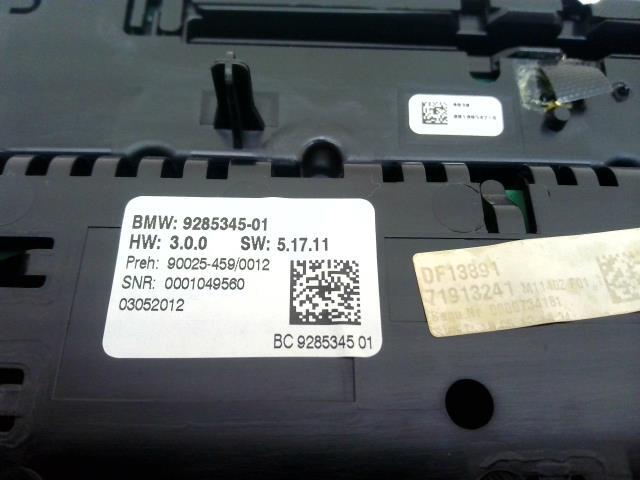 0030
BMW: 9285345-01
HW: 3.0.0 SW: 5.17.11
Preh: 90025-459/0012
SNR: 0001049560
03052012
BC 9285345 01
DF13891
71913241